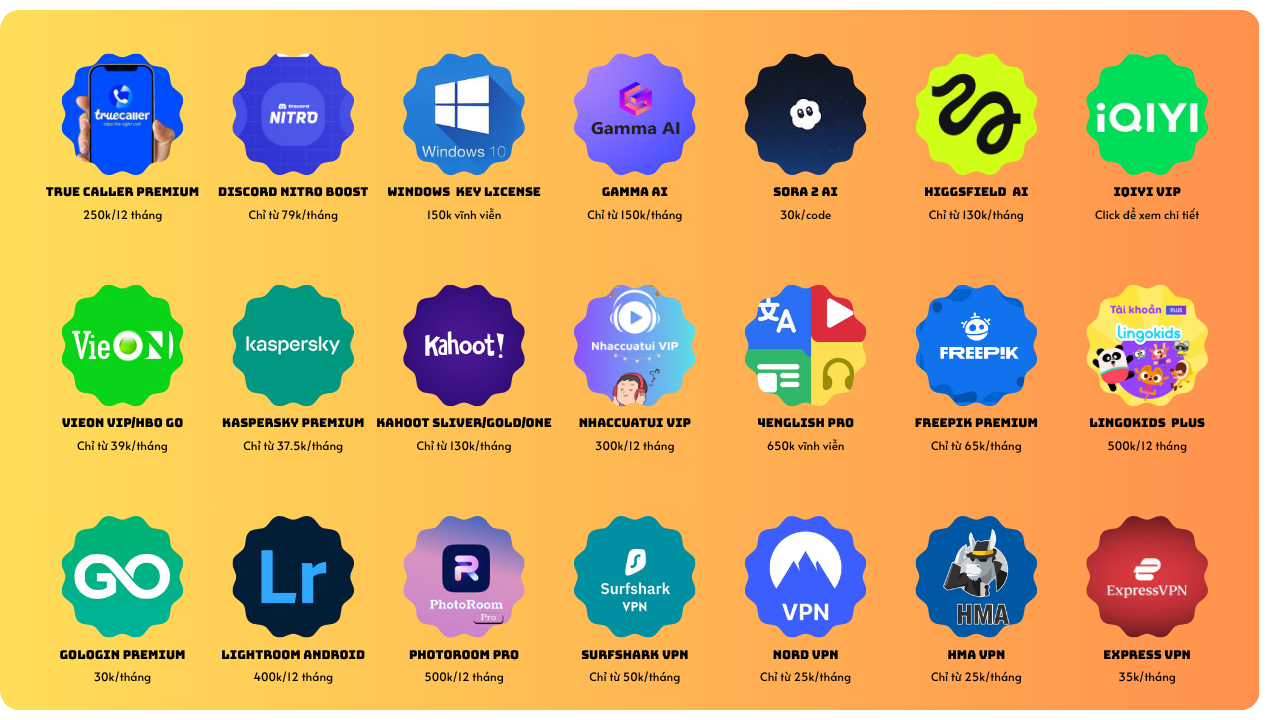 truecaller
take the right call
Discord
NITRO
Windows 10
Gamma AI
iQIYI
TRUE CALLER PREMIUM
DISCORD NITRO BOOST
WINDOWS KEY LICENSE
GAMMA AI
SORA 2 AI
HIGGSFIELD AI
IQIYI VIP
250k/12 tháng
Chỉ từ 79k/tháng
150k vĩnh viễn
Chỉ từ 150k/tháng
30k/code
Chỉ từ 130k/tháng
Click để xem chi tiết
VieON
kaspersky
Kahoot!
Nhaccuatui VIP
文A
FREEPIK
Tài khoản PLUS
lingokids
VIEON VIP/HBO GO
KASPERSKY PREMIUM
KAHOOT SLIVER/GOLD/ONE
NHACCUATUI VIP
4ENGLISH PRO
FREEPIK PREMIUM
LINGOKIDS PLUS
Chỉ từ 39k/tháng
Chỉ từ 37.5k/tháng
Chỉ từ 130k/tháng
300k/12 tháng
650k vĩnh viễn
Chỉ từ 65k/tháng
500k/12 tháng
GO
Lr
R
PhotoRoom
Pro
Surfshark
VPN
VPN
HMA
ExpressVPN
GOLOGIN PREMIUM
LIGHTROOM ANDROID
PHOTOROOM PRO
SURFSHARK VPN
NORD VPN
HMA VPN
EXPRESS VPN
30k/tháng
400k/12 tháng
500k/12 tháng
Chỉ từ 50k/tháng
Chỉ từ 25k/tháng
Chỉ từ 25k/tháng
35k/tháng